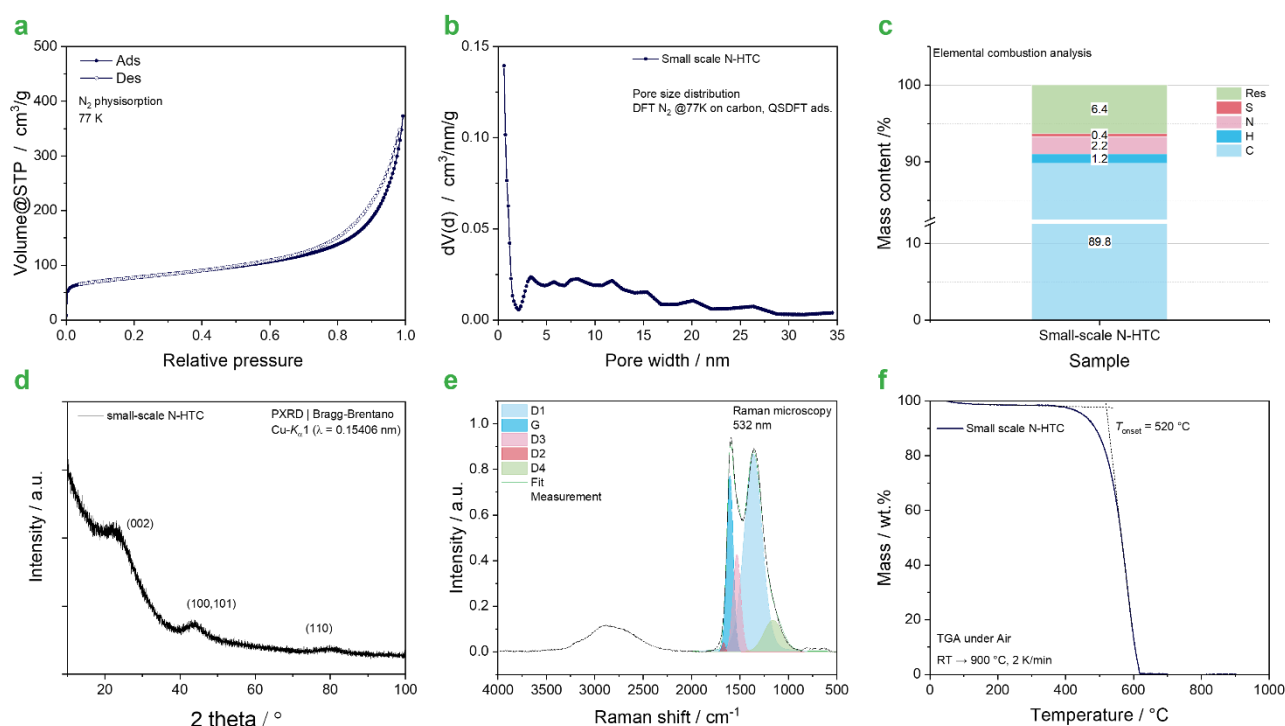 a
500
400
300
200
100
0
0.0
0.2
0.4
0.6
0.8
1.0
Volume@STP / cm³/g
Relative pressure
Ads
Des
N₂ physisorption
77 K
b
0.15
0.10
0.05
0.00
0
5
10
15
20
25
30
35
dV(d) / cm³/nm/g
Pore width / nm
Small scale N-HTC
Pore size distribution
DFT N₂ @77K on carbon, QSDFT ads.
c
Elemental combustion analysis
100
90
10
0
Mass content /%
6.4
0.4
2.2
1.2
89.8
Res
S
N
H
C
Small-scale N-HTC
Sample
d
small-scale N-HTC
PXRD | Bragg-Brentano
Cu-Kα1 (λ = 0.15406 nm)
(002)
(100,101)
(110)
Intensity / a.u.
20
40
60
80
100
2 theta / °
e
D1
G
D3
D2
D4
Fit
Measurement
Raman microscopy
532 nm
1.0
0.8
0.6
0.4
0.2
0.0
Intensity / a.u.
4000
3500
3000
2500
2000
1500
1000
500
Raman shift / cm⁻¹
f
100
80
60
40
20
0
Mass / wt.%
Small scale N-HTC
Tonset = 520 °C
TGA under Air
RT → 900 °C, 2 K/min
0
200
400
600
800
1000
Temperature / °C